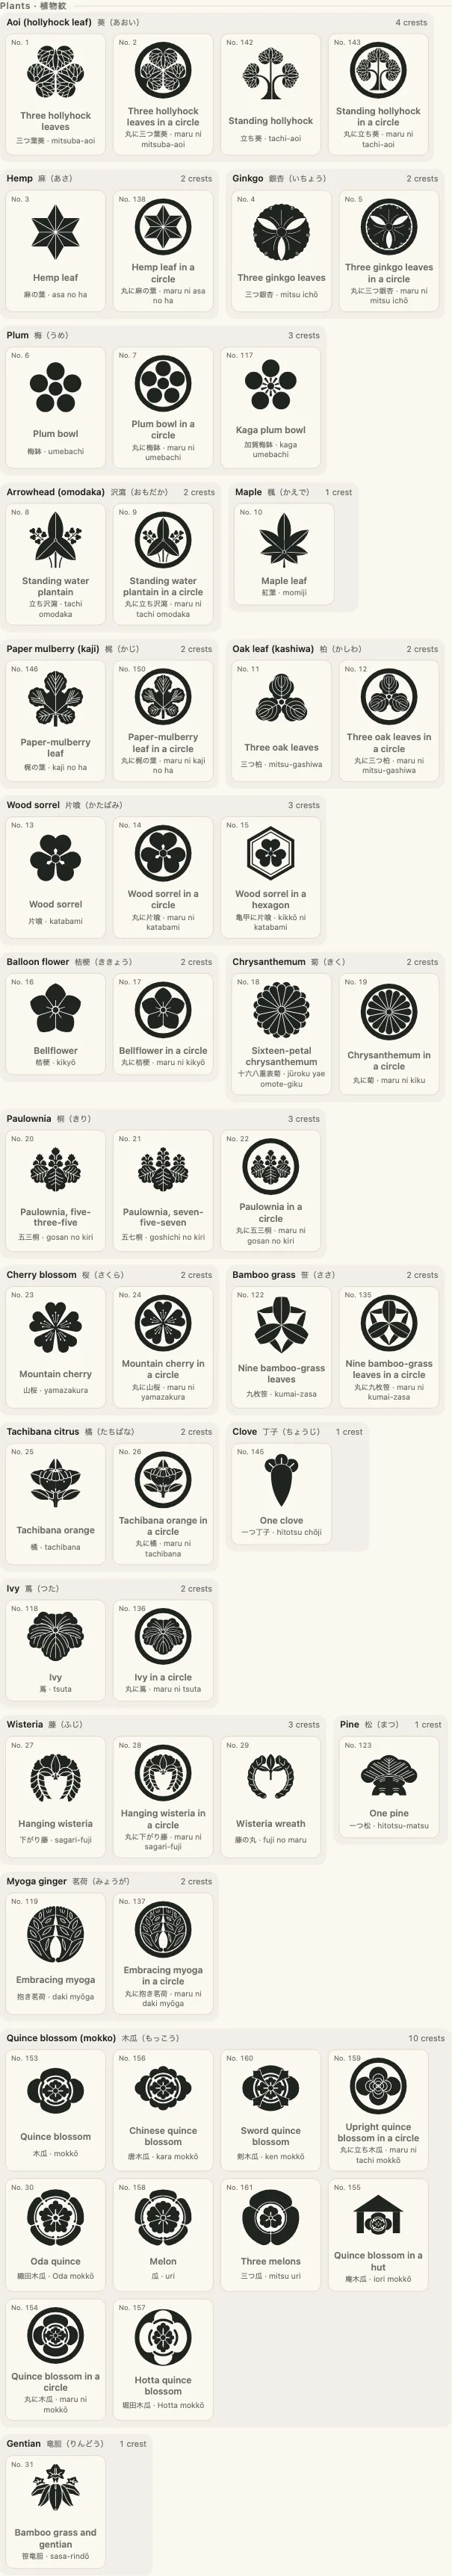 Plants · 植物紋
Aoi (hollyhock leaf) 葵（あおい） 4 crests
No. 1
Three hollyhock
leaves
三つ葉葵 · mitsuba-aoi
No. 2
Three hollyhock
leaves in a circle
丸に三つ葉葵 · maru ni
mitsuba-aoi
No. 142
Standing hollyhock
立ち葵 · tachi-aoi
No. 143
Standing hollyhock
in a circle
丸に立ち葵 · maru ni
tachi-aoi
Hemp 麻（あさ） 2 crests
No. 3
Hemp leaf
麻の葉 · asa no ha
No. 138
Hemp leaf in a
circle
丸に麻の葉 · maru ni asa
no ha
Ginkgo 銀杏（いちょう） 2 crests
No. 4
Three ginkgo leaves
三つ銀杏 · mitsu ichō
No. 5
Three ginkgo leaves
in a circle
丸に三つ銀杏 · maru ni
mitsu ichō
Plum 梅（うめ） 3 crests
No. 6
Plum bowl
梅鉢 · umebachi
No. 7
Plum bowl in a
circle
丸に梅鉢 · maru ni
umebachi
No. 117
Kaga plum bowl
加賀梅鉢 · kaga
umebachi
Arrowhead (omodaka) 沢瀉（おもだか） 2 crests
No. 8
Standing water
plantain
立ち沢瀉 · tachi
omodaka
No. 9
Standing water
plantain in a circle
丸に立ち沢瀉 · maru ni
tachi omodaka
Maple 楓（かえで） 1 crest
No. 10
Maple leaf
紅葉 · momiji
Paper mulberry (kaji) 梶（かじ） 2 crests
No. 146
Paper-mulberry
leaf
梶の葉 · kaji no ha
No. 150
Paper-mulberry
leaf in a circle
丸に梶の葉 · maru ni kaji
no ha
Oak leaf (kashiwa) 柏（かしわ） 2 crests
No. 11
Three oak leaves
三つ柏 · mitsu-gashiwa
No. 12
Three oak leaves in
a circle
丸に三つ柏 · maru ni
mitsu-gashiwa
Wood sorrel 片喰（かたばみ） 3 crests
No. 13
Wood sorrel
片喰 · katabami
No. 14
Wood sorrel in a
circle
丸に片喰 · maru ni
katabami
No. 15
Wood sorrel in a
hexagon
亀甲に片喰 · kikkō ni
katabami
Balloon flower 桔梗（ききょう） 2 crests
No. 16
Bellflower
桔梗 · kikyō
No. 17
Bellflower in a circle
丸に桔梗 · maru ni kikyō
Chrysanthemum 菊（きく） 2 crests
No. 18
Sixteen-petal
chrysanthemum
十六八重表菊 · jūroku yae
omote-giku
No. 19
Chrysanthemum in
a circle
丸に菊 · maru ni kiku
Paulownia 桐（きり） 3 crests
No. 20
Paulownia, five-
three-five
五三桐 · gosan no kiri
No. 21
Paulownia, seven-
five-seven
五七桐 · goshichi no kiri
No. 22
Paulownia in a
circle
丸に五三桐 · maru ni
gosan no kiri
Cherry blossom 桜（さくら） 2 crests
No. 23
Mountain cherry
山桜 · yamazakura
No. 24
Mountain cherry in
a circle
丸に山桜 · maru ni
yamazakura
Bamboo grass 笹（ささ） 2 crests
No. 122
Nine bamboo-grass
leaves
九枚笹 · kumai-zasa
No. 135
Nine bamboo-grass
leaves in a circle
丸に九枚笹 · maru ni
kumai-zasa
Tachibana citrus 橘（たちばな） 2 crests
No. 25
Tachibana orange
橘 · tachibana
No. 26
Tachibana orange in
a circle
丸に橘 · maru ni
tachibana
Clove 丁子（ちょうじ） 1 crest
No. 145
One clove
一つ丁子 · hitotsu chōji
Ivy 蔦（つた） 2 crests
No. 118
Ivy
蔦 · tsuta
No. 136
Ivy in a circle
丸に蔦 · maru ni tsuta
Wisteria 藤（ふじ） 3 crests
No. 27
Hanging wisteria
下がり藤 · sagari-fuji
No. 28
Hanging wisteria in
a circle
丸に下がり藤 · maru ni
sagari-fuji
No. 29
Wisteria wreath
藤の丸 · fuji no maru
Pine 松（まつ） 1 crest
No. 123
One pine
一つ松 · hitotsu-matsu
Myoga ginger 茗荷（みょうが） 2 crests
No. 119
Embracing myoga
抱き茗荷 · daki myōga
No. 137
Embracing myoga
in a circle
丸に抱き茗荷 · maru ni
daki myōga
Quince blossom (mokko) 木瓜（もっこう） 10 crests
No. 153
Quince blossom
木瓜 · mokkō
No. 156
Chinese quince
blossom
唐木瓜 · kara mokkō
No. 160
Sword quince
blossom
剣木瓜 · ken mokkō
No. 159
Upright quince
blossom in a circle
丸に立ち木瓜 · maru ni
tachi mokkō
No. 30
Oda quince
織田木瓜 · Oda mokkō
No. 158
Melon
瓜 · uri
No. 161
Three melons
三つ瓜 · mitsu uri
No. 155
Quince blossom in a
hut
庵木瓜 · iori mokkō
No. 154
Quince blossom in a
circle
丸に木瓜 · maru ni
mokkō
No. 157
Hotta quince
blossom
堀田木瓜 · Hotta mokkō
Gentian 竜胆（りんどう） 1 crest
No. 31
Bamboo grass and
gentian
笹竜胆 · sasa-rindō